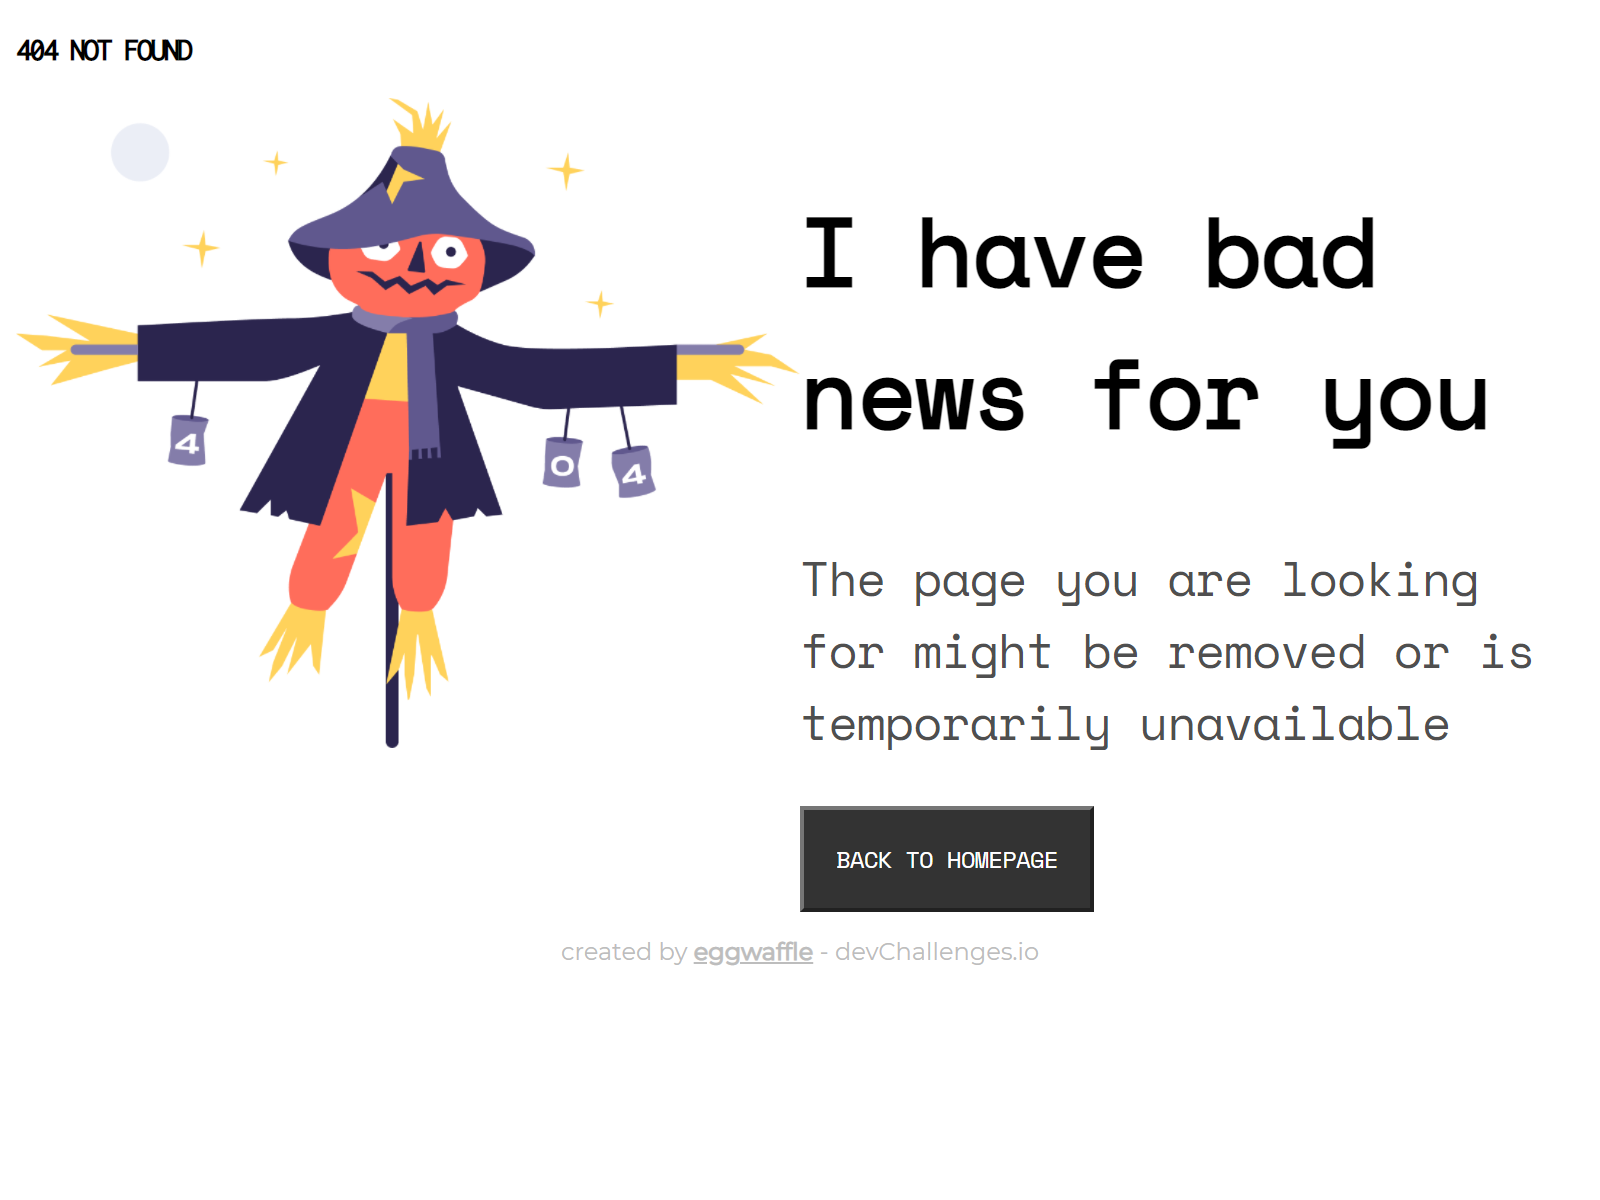 404 NOT FOUND
4
0
4
I have bad
news for you
The page you are looking
for might be removed or is
temporarily unavailable
BACK TO HOMEPAGE
created by eggwaffle - devChallenges.io